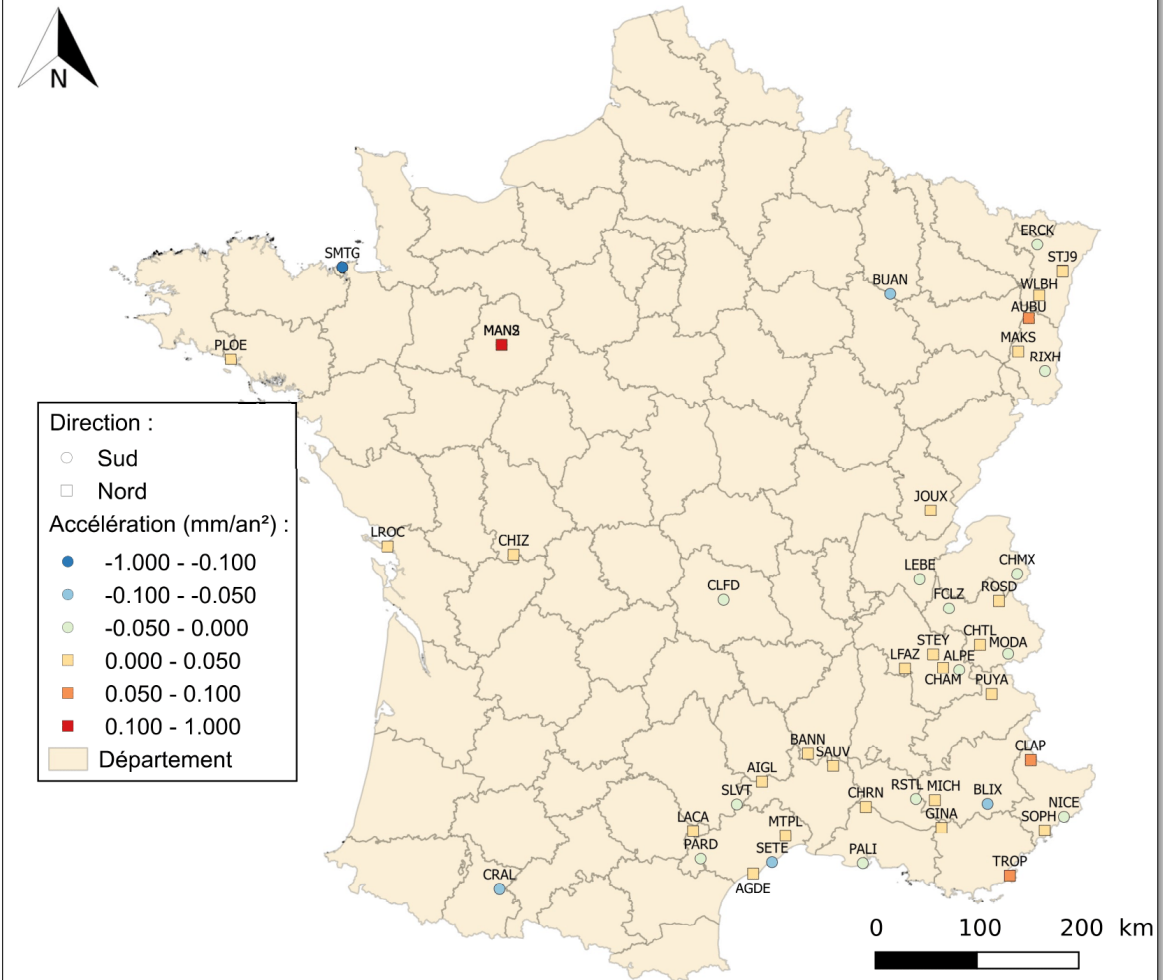 N
ERCK
STJ9
SMTG
BUAN
WLBH
AUBU
MAKS
PLOE
RIXH
Direction :
Sud
Nord
Accélération (mm/an²) :
-1.000 - -0.100
-0.100 - -0.050
-0.050 - 0.000
0.000 - 0.050
0.050 - 0.100
0.100 - 1.000
Département
JOUX
LROC
CHIZ
LEBE
CHMX
CLFD
FCLZ
ROSD
CHTL
STEY
MODA
LFAZ
ALPE
CHAM
PUYA
BANN
CLAP
SAUV
AIGL
SLVT
CHRN
RSTL
MICH
BLIX
NICE
LACA
MTPL
GINA
SOPH
PARD
SETE
PALI
TROP
CRAL
AGDE
0 100 200 km